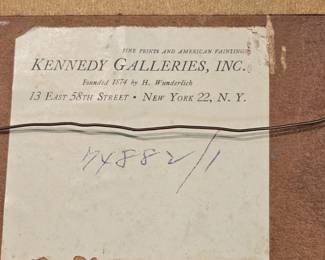 FINE PRINTS AND AMERICAN PAINTINGS
KENNEDY GALLERIES, INC.
Founded 1874 by H. Wunderlich
13 EAST 58TH STREET • NEW YORK 22, N. Y.
74882/1